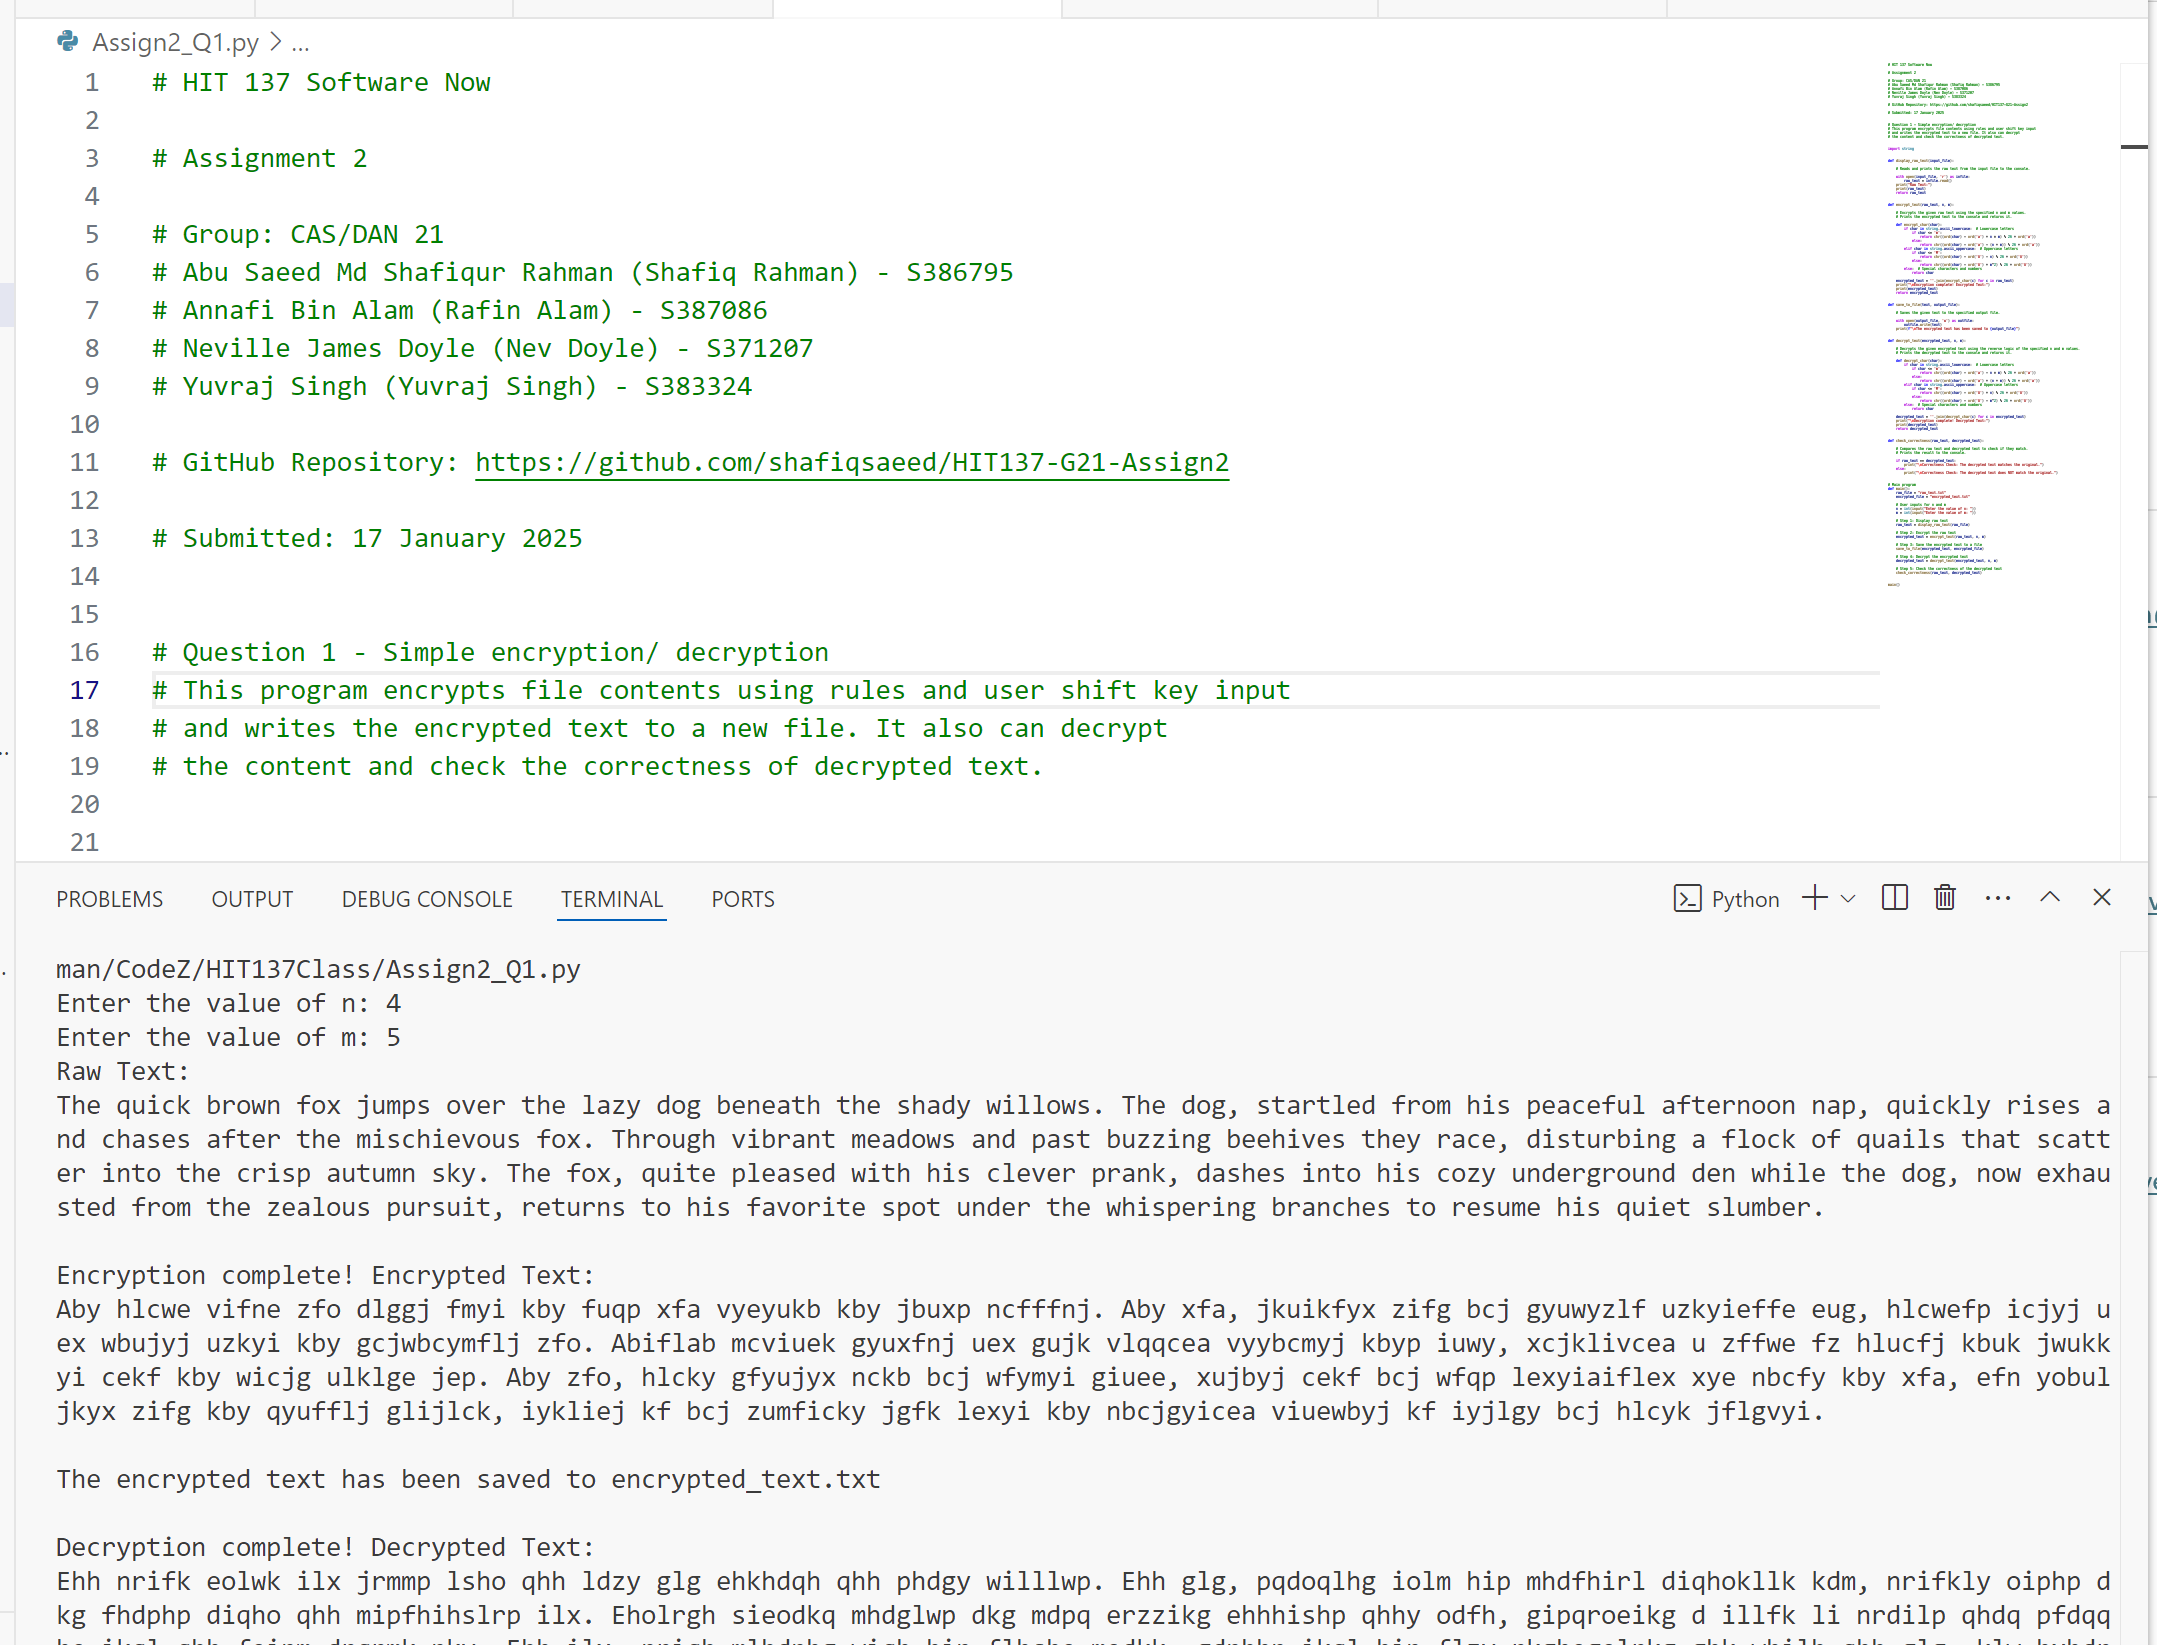 Assign2_Q1.py > ...
1 # HIT 137 Software Now
2
3 # Assignment 2
4
5 # Group: CAS/DAN 21
6 # Abu Saeed Md Shafiqur Rahman (Shafiq Rahman) - S386795
7 # Annafi Bin Alam (Rafin Alam) - S387086
8 # Neville James Doyle (Nev Doyle) - S371207
9 # Yuvraj Singh (Yuvraj Singh) - S383324
10
11 # GitHub Repository: https://github.com/shafiqsaeed/HIT137-G21-Assign2
12
13 # Submitted: 17 January 2025
14
15
16 # Question 1 - Simple encryption/ decryption
17 # This program encrypts file contents using rules and user shift key input
18 # and writes the encrypted text to a new file. It also can decrypt
19 # the content and check the correctness of decrypted text.
20
21
PROBLEMS OUTPUT DEBUG CONSOLE TERMINAL PORTS Python
man/CodeZ/HIT137Class/Assign2_Q1.py
Enter the value of n: 4
Enter the value of m: 5
Raw Text:
The quick brown fox jumps over the lazy dog beneath the shady willows. The dog, startled from his peaceful afternoon nap, quickly rises a
nd chases after the mischievous fox. Through vibrant meadows and past buzzing beehives they race, disturbing a flock of quails that scatt
er into the crisp autumn sky. The fox, quite pleased with his clever prank, dashes into his cozy underground den while the dog, now exhau
sted from the zealous pursuit, returns to his favorite spot under the whispering branches to resume his quiet slumber.
Encryption complete! Encrypted Text:
Aby hlcwe vifne zfo dlggj fmyi kby fuqp xfa vyeyukb kby jbuxp ncfffnj. Aby xfa, jkuikfyx zifg bcj gyuwyzlf uzkyieffe eug, hlcwefp icjyj u
ex wbujyj uzkyi kby gcjwbcymflj zfo. Abiflab mcviuek gyuxfnj uex gujk vlqqcea vyybcmyj kbyp iuwy, xcjklivcea u zffwe fz hlucfj kbuk jwukk
yi cekf kby wicjg ulklge jep. Aby zfo, hlcky gfyujyx nckb bcj wfymyi giuee, xujbyj cekf bcj wfqp lexyiaiflex xye nbcfy kby xfa, efn yobul
jkyx zifg kby qyufflj glijlck, iykliej kf bcj zumficky jgfk lexyi kby nbcjgyicea viuewbyj kf iyjlgy bcj hlcyk jflgvyi.
The encrypted text has been saved to encrypted_text.txt
Decryption complete! Decrypted Text:
Ehh nrifk eolwk ilx jrmmp lsho qhh ldzy glg ehkhdqh qhh phdgy willlwp. Ehh glg, pqdoqlhg iolm hip mhdfhirl diqhokllk kdm, nrifkly oiphp d
kg fhdphp diqho qhh mipfhihslrp ilx. Eholrgh sieodkq mhdglwp dkg mdpq erzzikg ehhhishp qhhy odfh, gipqroeikg d illfk li nrdilp qhdq pfdqq